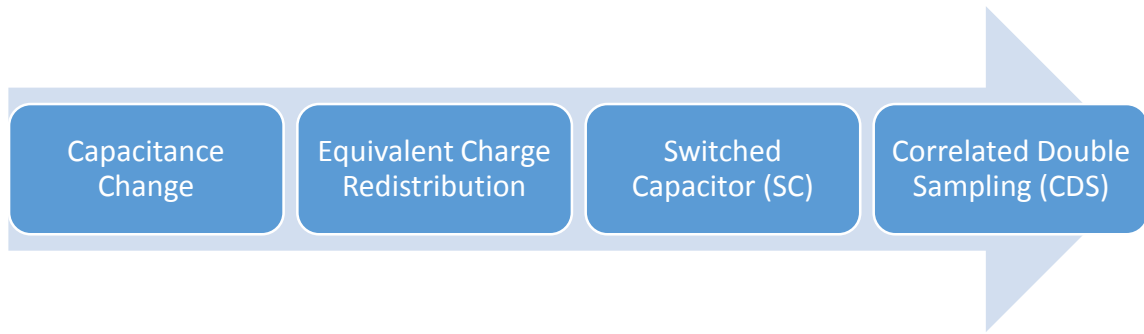 Capacitance
Change
Equivalent Charge
Redistribution
Switched
Capacitor (SC)
Correlated Double
Sampling (CDS)